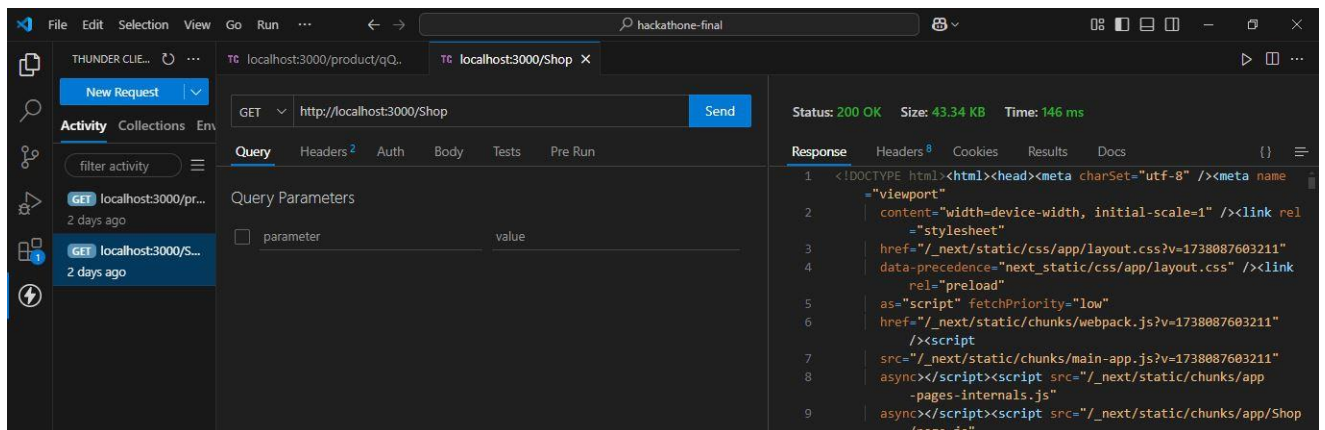 File Edit Selection View Go Run ··· ← → hackathone-final
THUNDER CLIE... ···
New Request
Activity Collections Env
filter activity
GET localhost:3000/pr...
2 days ago
GET localhost:3000/S...
2 days ago
1
TC localhost:3000/product/qQ..
TC localhost:3000/Shop ×
GET http://localhost:3000/Shop Send
Query Headers 2 Auth Body Tests Pre Run
Query Parameters
parameter value
Status: 200 OK Size: 43.34 KB Time: 146 ms
Response Headers 8 Cookies Results Docs {}
1 <!DOCTYPE html><html><head><meta charSet="utf-8" /><meta name
="viewport"
2 content="width=device-width, initial-scale=1" /><link rel
="stylesheet"
3 href="/_next/static/css/app/layout.css?v=1738087603211"
4 data-precedence="next_static/css/app/layout.css" /><link
rel="preload"
5 as="script" fetchPriority="low"
6 href="/_next/static/chunks/webpack.js?v=1738087603211"
/><script
7 src="/_next/static/chunks/main-app.js?v=1738087603211"
8 async></script><script src="/_next/static/chunks/app
-pages-internals.js"
9 async></script><script src="/_next/static/chunks/app/Shop